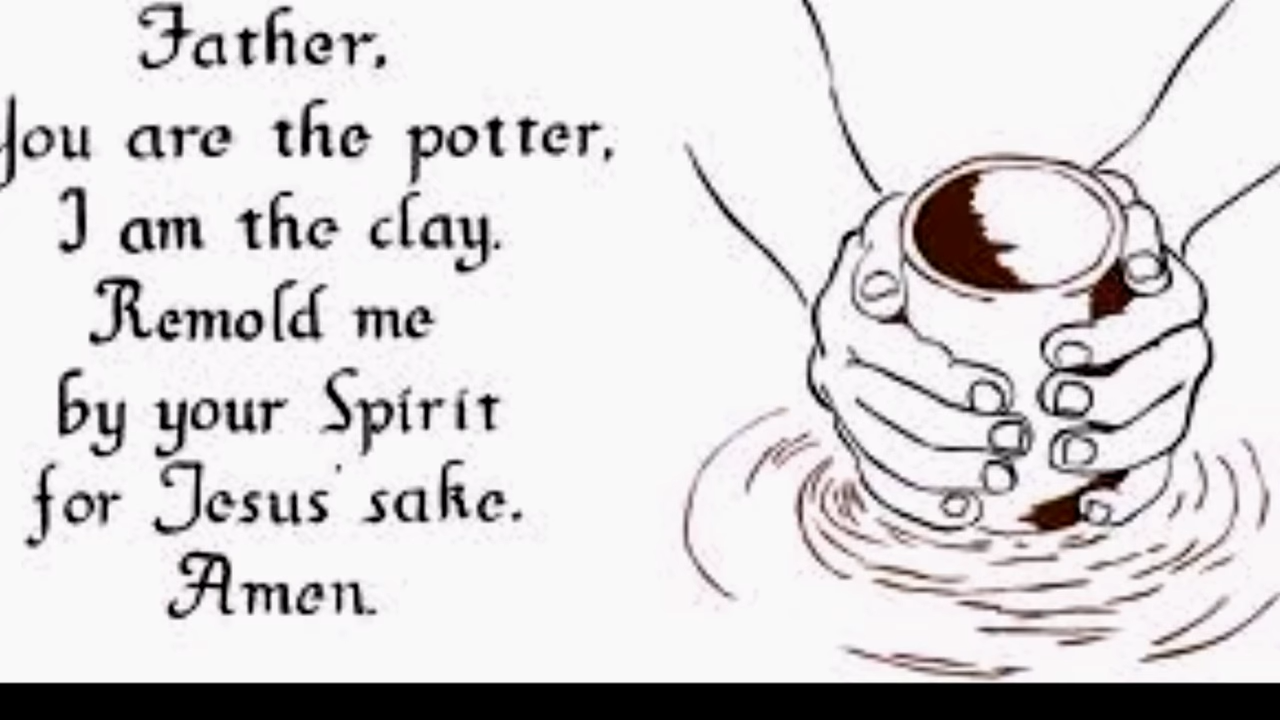 Father,
You are the potter,
I am the clay.
Remold me
by your Spirit
for Jesus' sake.
Amen.